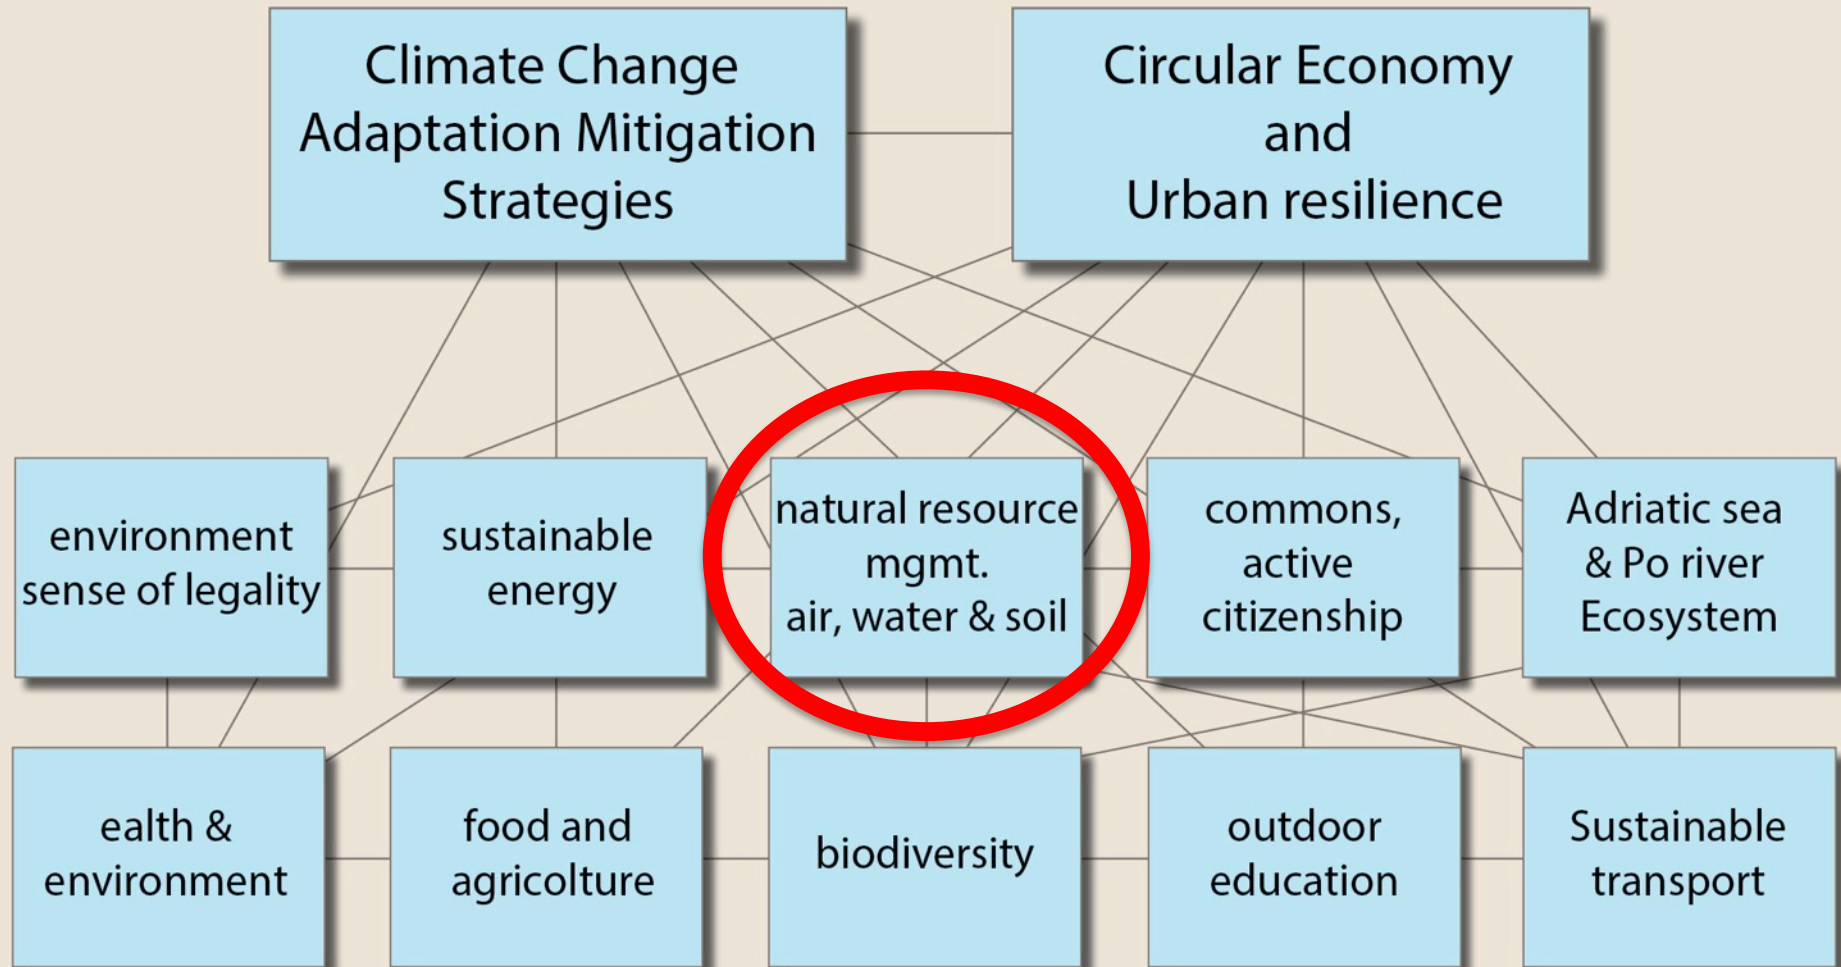 Climate Change
Adaptation Mitigation
Strategies
Circular Economy
and
Urban resilience
environment
sense of legality
sustainable
energy
natural resource
mgmt.
air, water & soil
commons,
active
citizenship
Adriatic sea
& Po river
Ecosystem
ealth &
environment
food and
agricolture
biodiversity
outdoor
education
Sustainable
transport